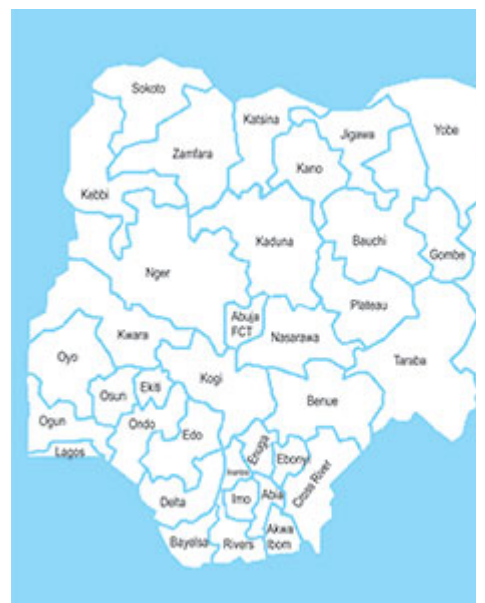 Sokoto
Katsina
Jigawa
Yobe
Zamfara
Kano
Kebbi
Kaduna
Bauchi
Gombe
Nger
Plateau
Abuja
FCT
Kwara
Nasarawa
Oyo
Taraba
Kogi
Ekiti
Osun
Benue
Ogun
Ondo
Edo
Lagos
Enugu
Ebonyi
Cross River
Delta
Imo
Abia
Akwa
Ibom
Bayelsa
Rivers